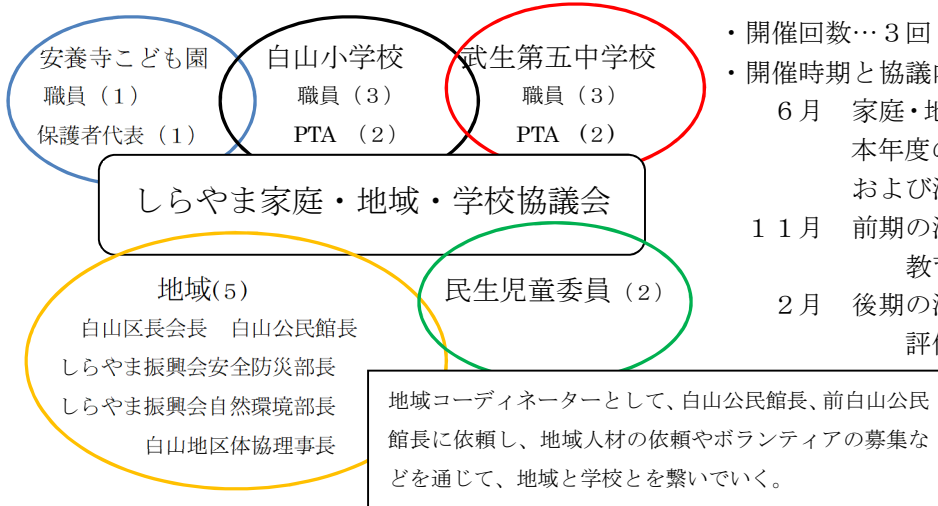 安養寺こども園
職員（1）
保護者代表（1）
白山小学校
職員（3）
PTA （2）
武生第五中学校
職員（3）
PTA （2）
しらやま家庭・地域・学校協議会
地域(5)
白山区長会長　白山公民館長
しらやま振興会安全防災部長
しらやま振興会自然環境部長
白山地区体協理事長
民生児童委員（2）
地域コーディネーターとして、白山公民館長、前白山公民
館長に依頼し、地域人材の依頼やボランティアの募集な
どを通じて、地域と学校とを繋いでいく。
・開催回数…３回
・開催時期と協議
６月　家庭・地
本年度の
および
１１月　前期の
教
２月　後期の
評